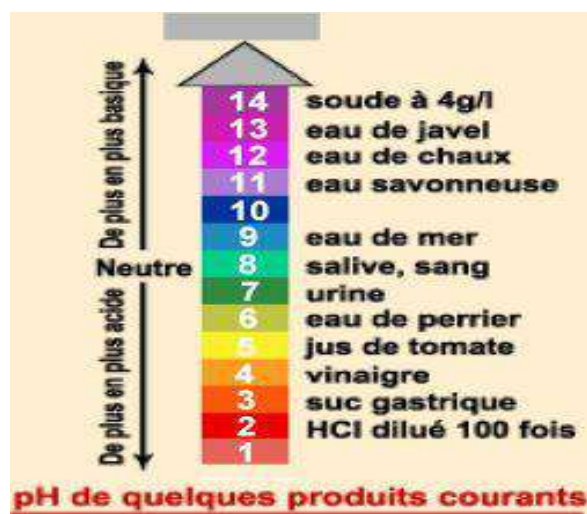 14 soude à 4g/l
13 eau de javel
12 eau de chaux
11 eau savonneuse
10
9 eau de mer
Neutre 8 salive, sang
7 urine
6 eau de perrier
5 jus de tomate
4 vinaigre
3 suc gastrique
2 HCl dilué 100 fois
1
De plus en plus basique
De plus en plus acide
pH de quelques produits courants